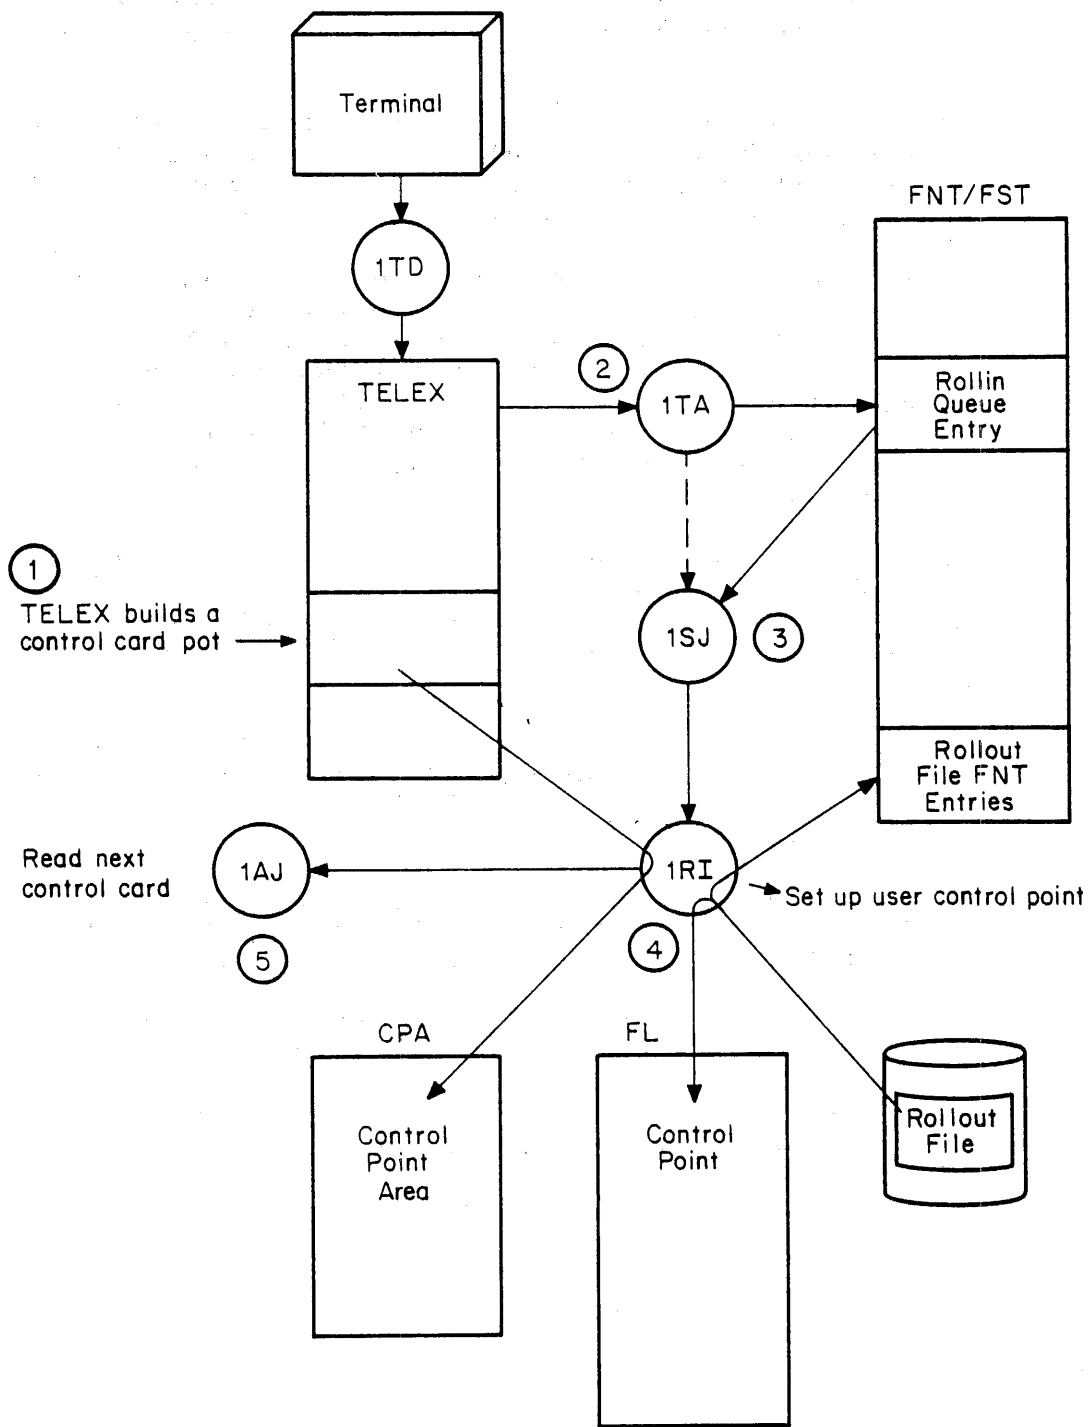 Terminal
FNT/FST
1TD
TELEX
2
1TA
Rollin
Queue
Entry
1
TELEX builds a
control card pot
1SJ
3
Rollout
File FNT
Entries
Read next
control card
1AJ
1RI
Set up user control point
5
4
CPA
FL
Control
Point
Area
Control
Point
Rollout
File